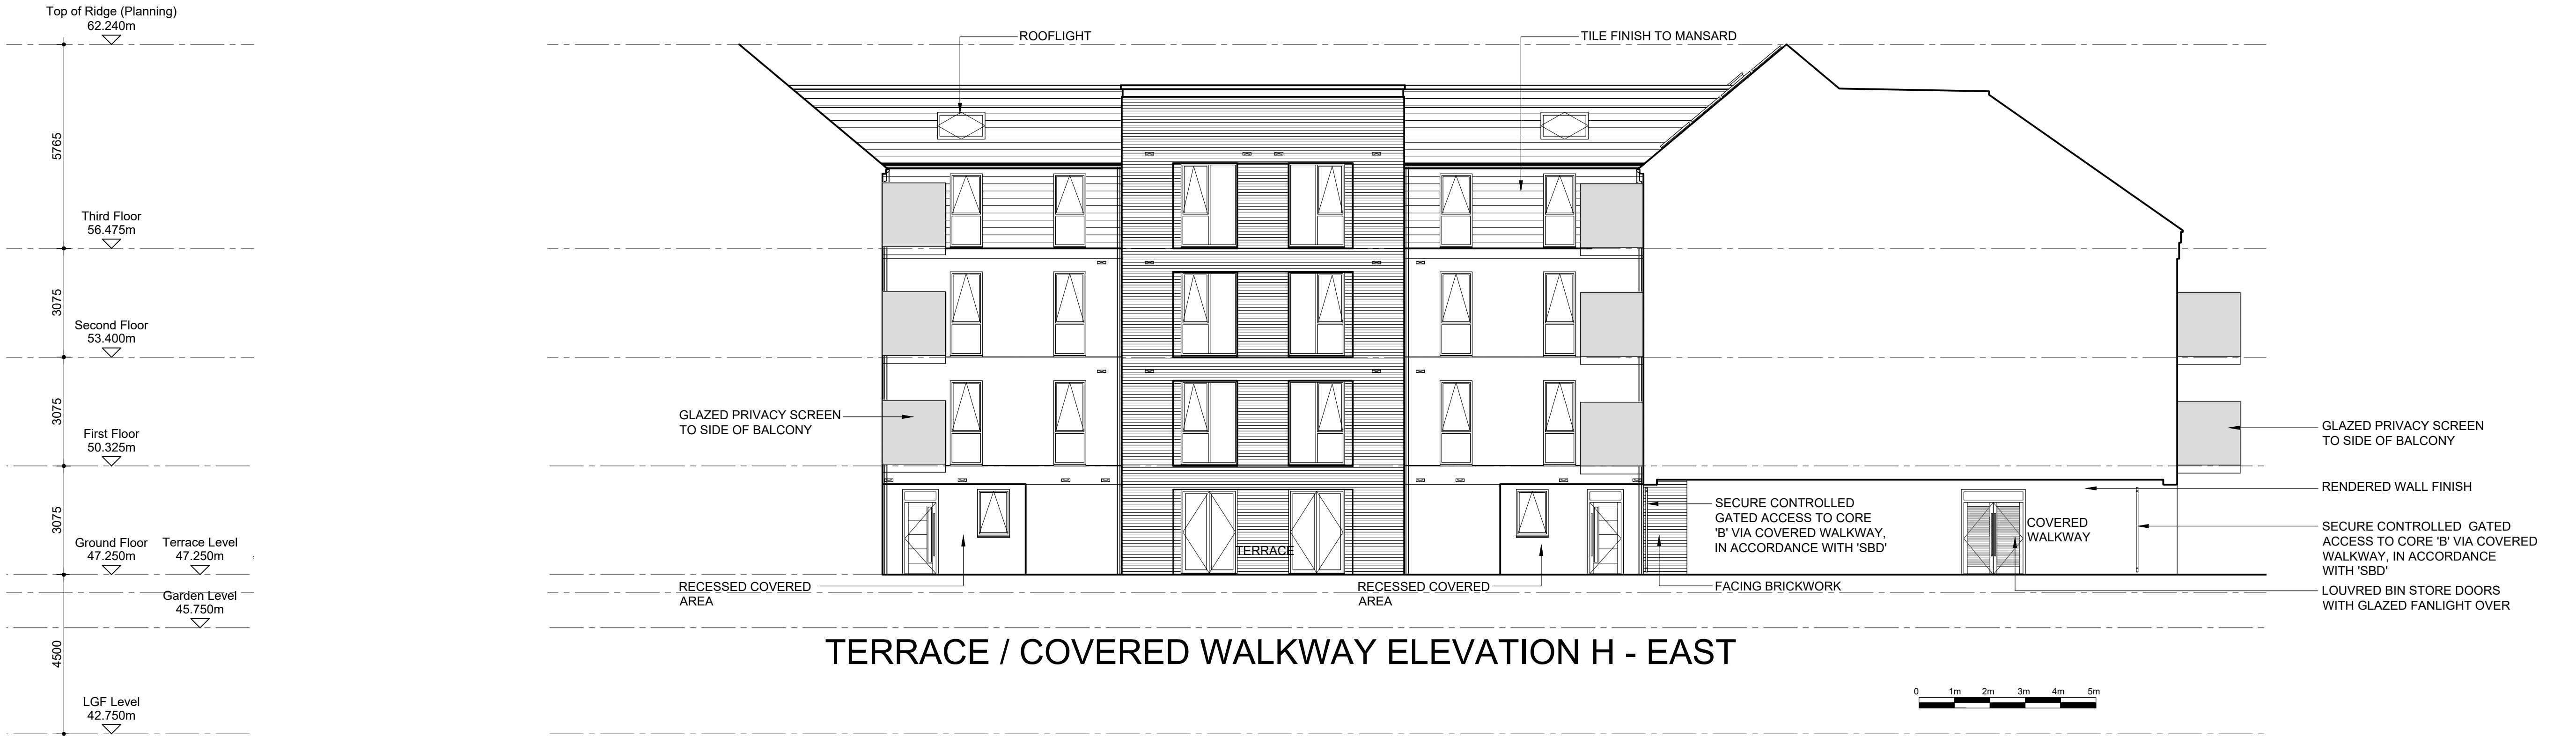 Top of Ridge (Planning)
62.240m
5765
Third Floor
56.475m
3075
Second Floor
53.400m
3075
First Floor
50.325m
3075
Ground Floor
47.250m
Terrace Level
47.250m
Garden Level
45.750m
4500
LGF Level
42.750m
ROOFLIGHT
TILE FINISH TO MANSARD
GLAZED PRIVACY SCREEN
TO SIDE OF BALCONY
GLAZED PRIVACY SCREEN
TO SIDE OF BALCONY
RENDERED WALL FINISH
SECURE CONTROLLED
GATED ACCESS TO CORE
'B' VIA COVERED WALKWAY,
IN ACCORDANCE WITH 'SBD'
COVERED
WALKWAY
SECURE CONTROLLED GATED
ACCESS TO CORE 'B' VIA COVERED
WALKWAY, IN ACCORDANCE
WITH 'SBD'
TERRACE
RECESSED COVERED
AREA
RECESSED COVERED
AREA
FACING BRICKWORK
LOUVRED BIN STORE DOORS
WITH GLAZED FANLIGHT OVER
TERRACE / COVERED WALKWAY ELEVATION H - EAST
0 1m 2m 3m 4m 5m